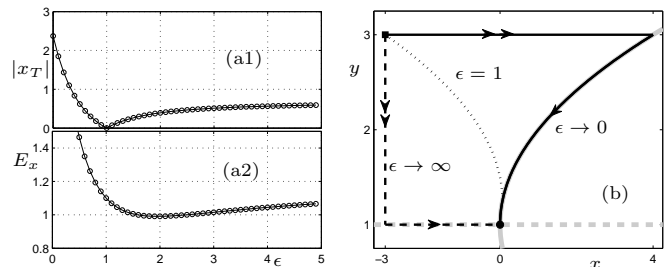 3
2
|x_T|
1
0
(a1)
1.4
E_x
1.2
1
0.8
(a2)
0 1 2 3 4 ϵ 5
3
y
2
1
ϵ = 1
ϵ → 0
ϵ → ∞
(b)
−3 0 x 4